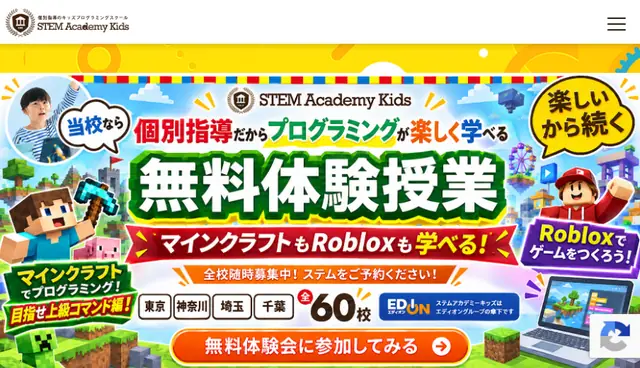 個別指導のキッズプログラミングスクール
STEM Academy Kids
STEM Academy Kids
当校なら
個別指導だからプログラミングが楽しく学べる
楽しい
から続く
無料体験授業
マインクラフトもRobloxも学べる!
マインクラフト
でプログラミング!
目指せ上級コマンド編!
Robloxで
ゲームをつくろう!
全校随時募集中!ステムをご予約ください!
東京 神奈川 埼玉 千葉
全60校
EDION
エディオン
ステムアカデミーキッズは
エディオングループの傘下です
無料体験会に参加してみる